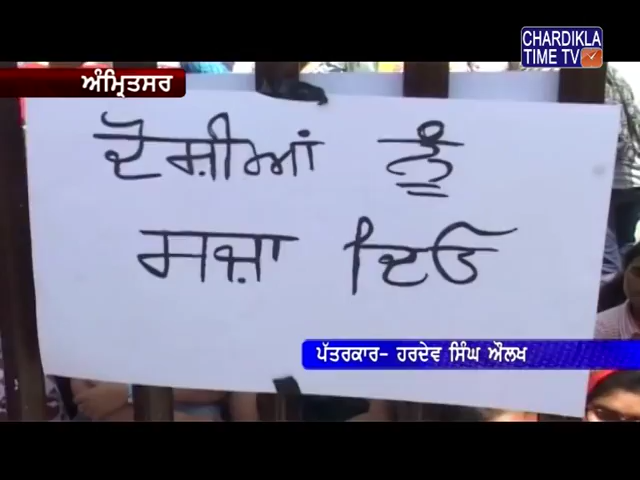 CHARDIKLA
TIME TV
ਅੰਮ੍ਰਿਤਸਰ
ਦੋਸ਼ੀਆਂ ਨੂੰ
ਸਜ਼ਾ ਦਿਓ
ਪੱਤਰਕਾਰ- ਹਰਦੇਵ ਸਿੰਘ ਔਲਖ